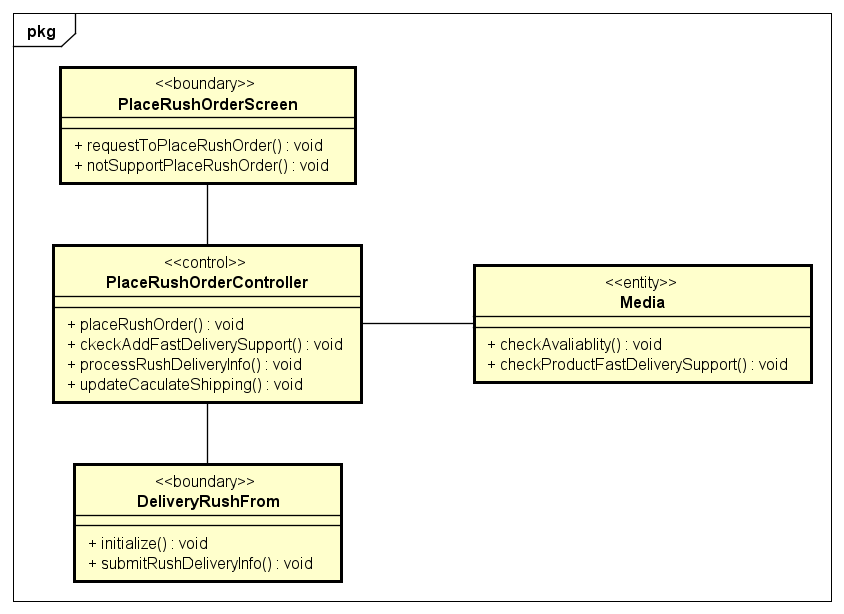 pkg
<<boundary>>
PlaceRushOrderScreen
+ requestToPlaceRushOrder() : void
+ notSupportPlaceRushOrder() : void
<<control>>
PlaceRushOrderController
+ placeRushOrder() : void
+ ckeckAddFastDeliverySupport() : void
+ processRushDeliveryInfo() : void
+ updateCaculateShipping() : void
<<entity>>
Media
+ checkAvaliablity() : void
+ checkProductFastDeliverySupport() : void
<<boundary>>
DeliveryRushFrom
+ initialize() : void
+ submitRushDeliveryInfo() : void